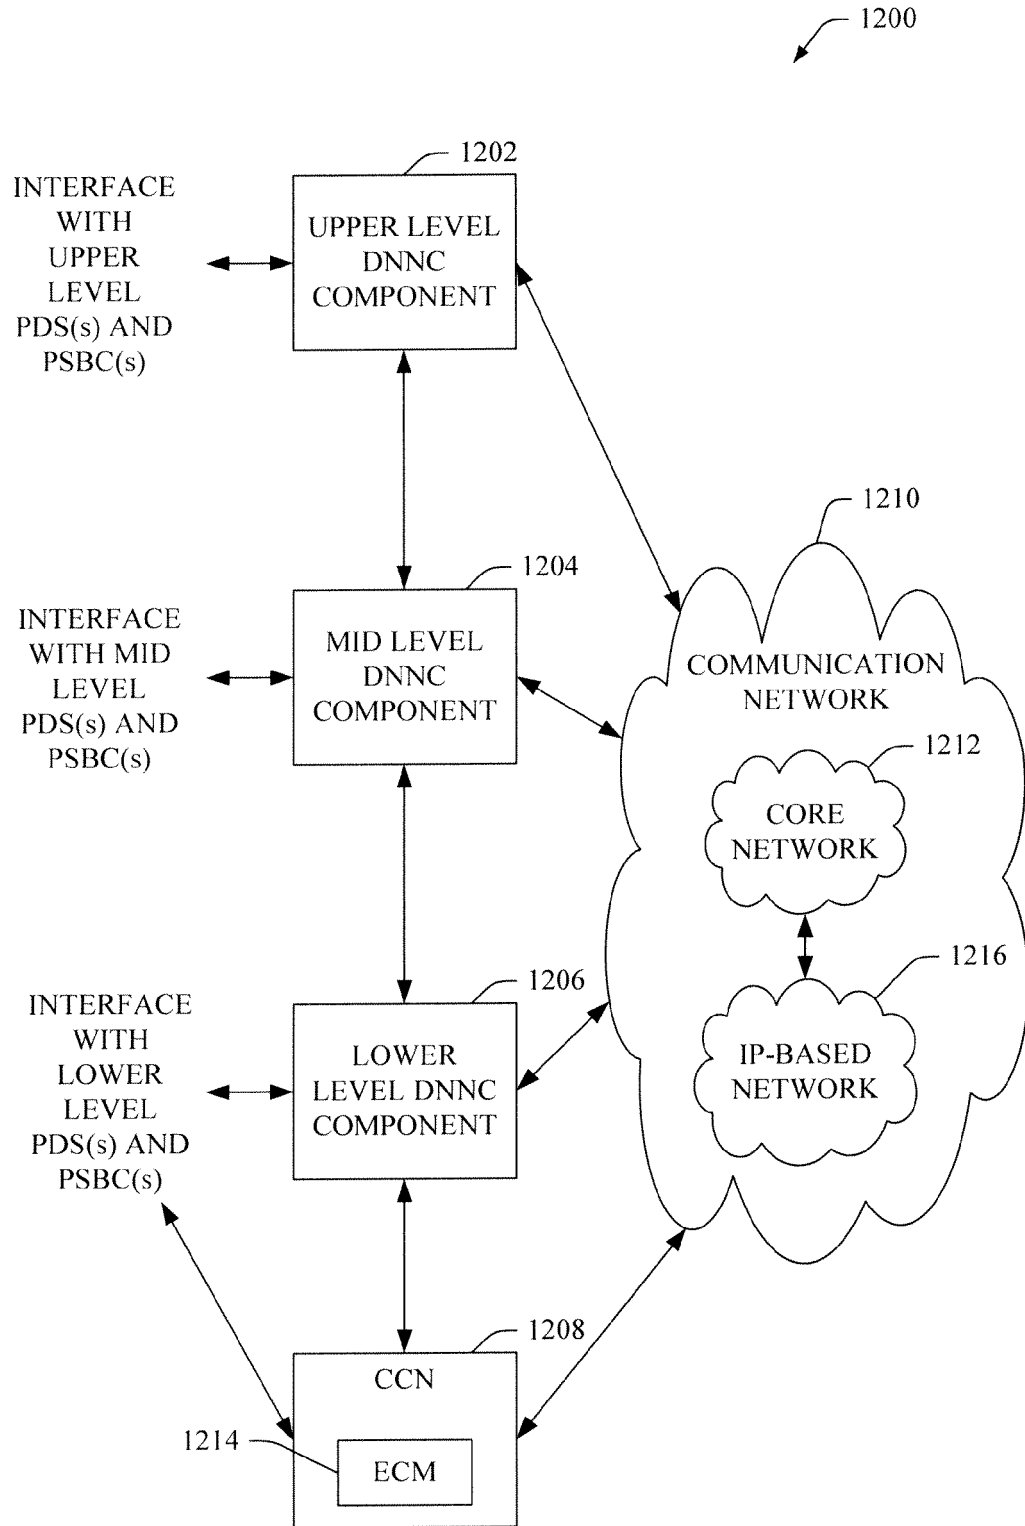 1200
1202
INTERFACE
WITH
UPPER
LEVEL
PDS(s) AND
PSBC(s)
UPPER LEVEL
DNNC
COMPONENT
1210
1204
INTERFACE
WITH MID
LEVEL
PDS(s) AND
PSBC(s)
MID LEVEL
DNNC
COMPONENT
COMMUNICATION
NETWORK
1212
CORE
NETWORK
1206
1216
INTERFACE
WITH
LOWER
LEVEL
PDS(s) AND
PSBC(s)
LOWER
LEVEL DNNC
COMPONENT
IP-BASED
NETWORK
1208
CCN
1214
ECM